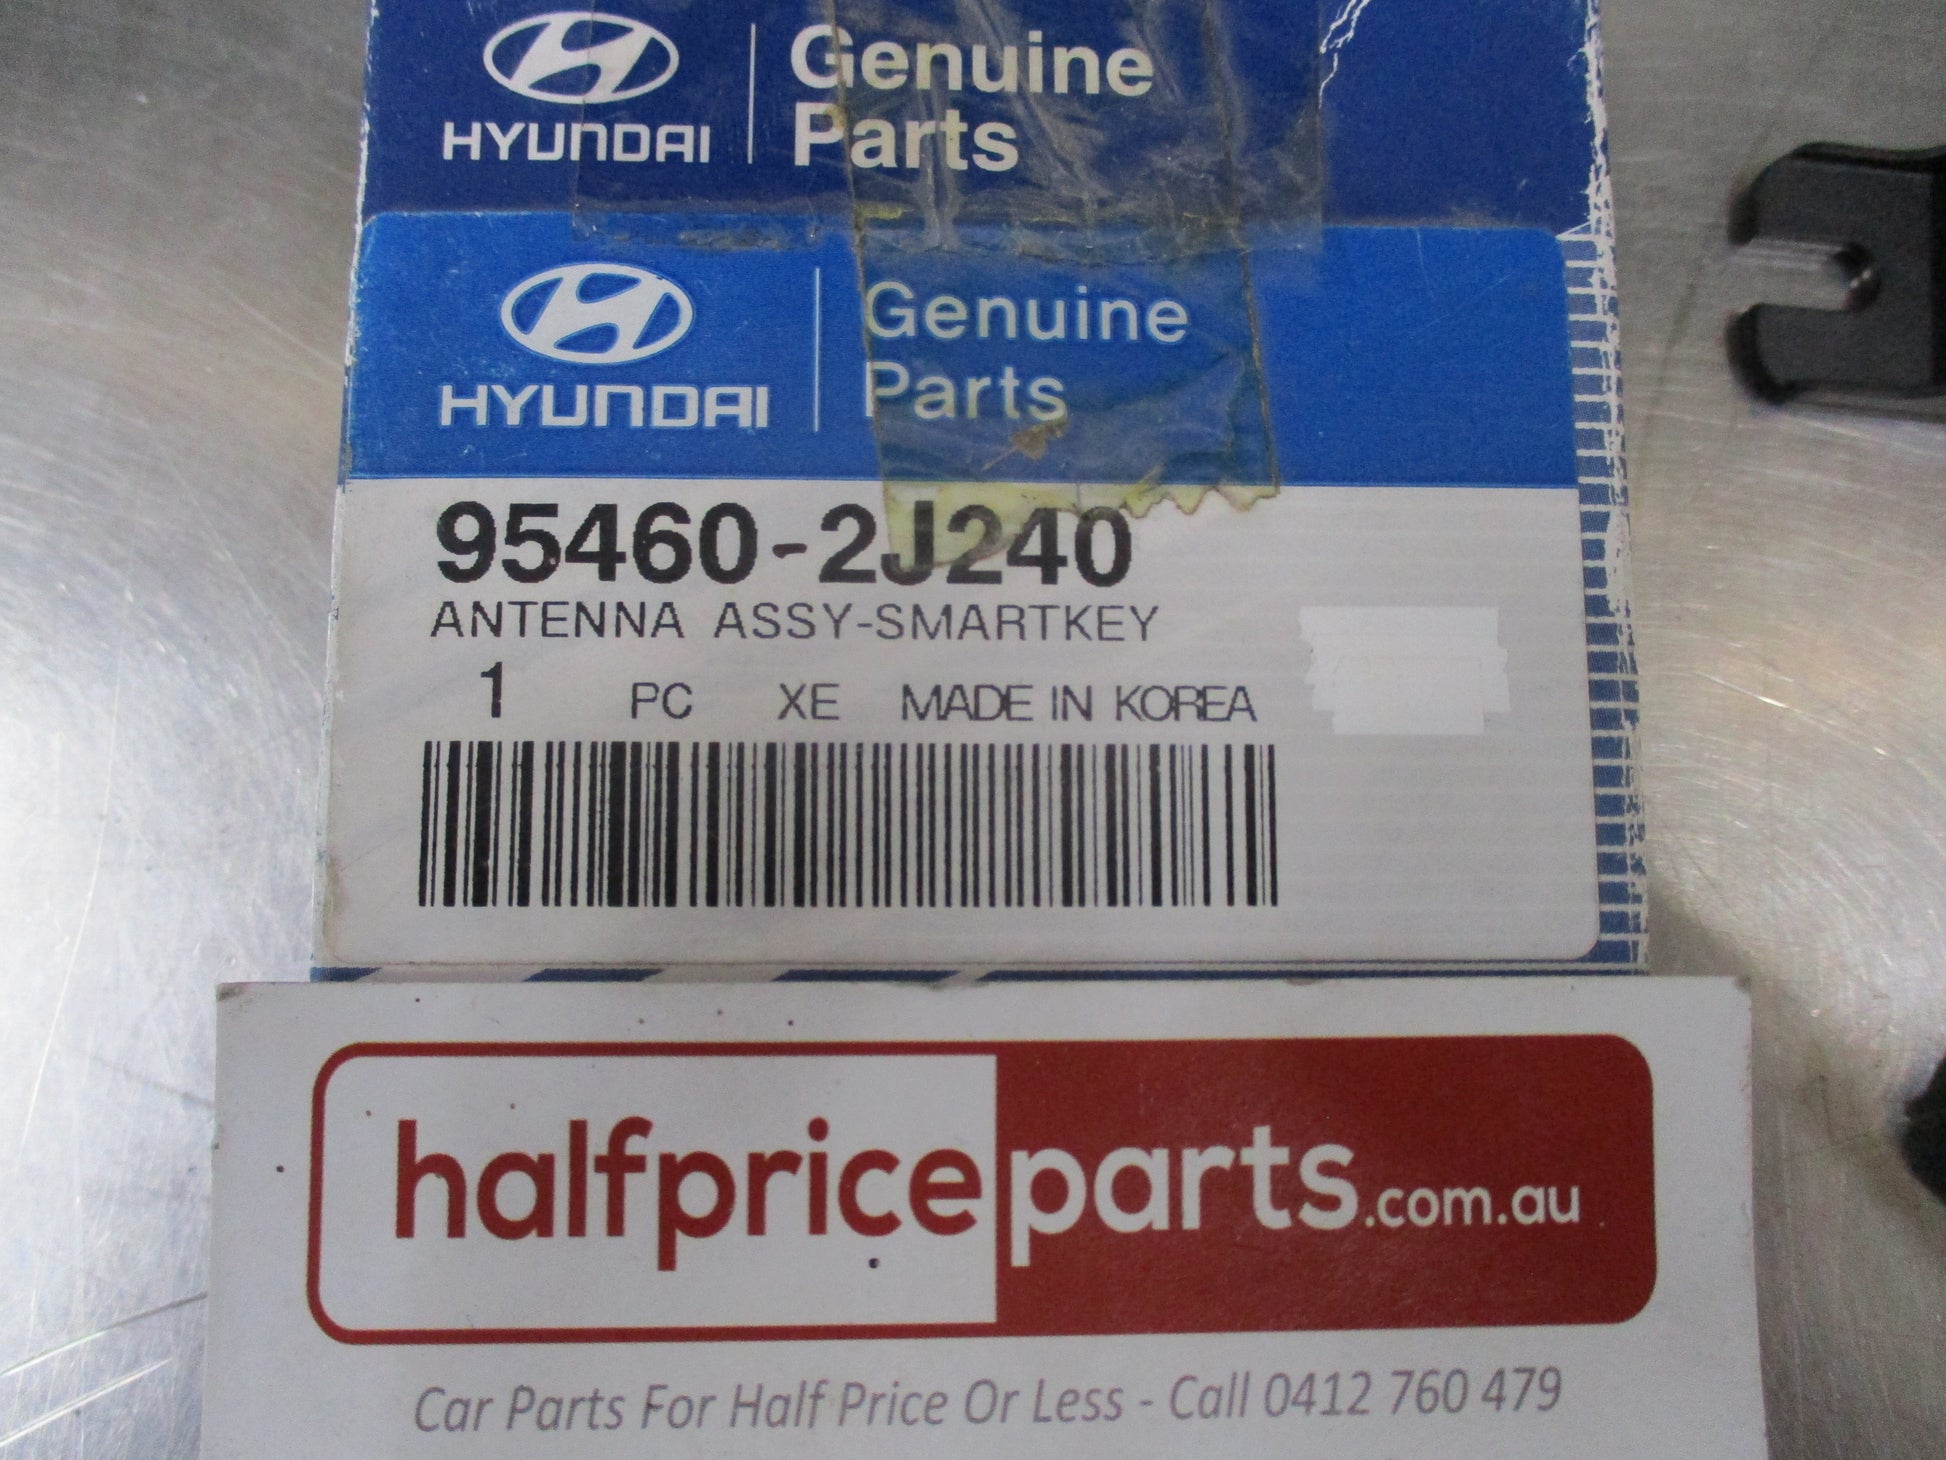 HYUNDAI
Genuine
Parts
HYUNDAI
Genuine
Parts
95460-2J240
ANTENNA ASSY-SMARTKEY
1 PC XE MADE IN KOREA
halfpriceparts.com.au
Car Parts For Half Price Or Less - Call 0412 760 479